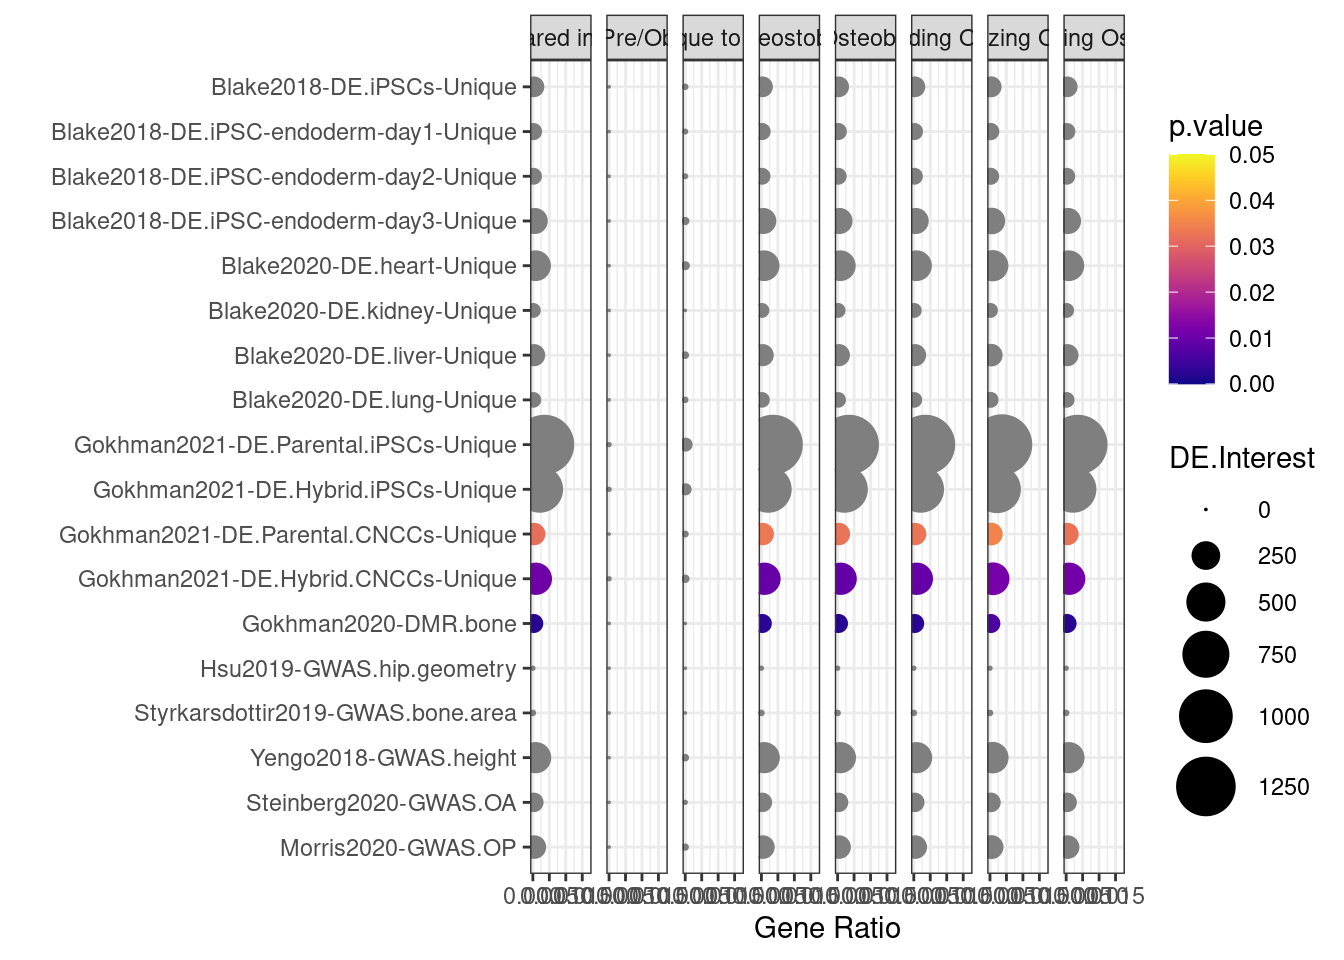 ared in
Pre/Ob
que to
eostob
Osteob
ding O
zing O
ing Os
Blake2018-DE.iPSCs-Unique
Blake2018-DE.iPSC-endoderm-day1-Unique
Blake2018-DE.iPSC-endoderm-day2-Unique
Blake2018-DE.iPSC-endoderm-day3-Unique
Blake2020-DE.heart-Unique
Blake2020-DE.kidney-Unique
Blake2020-DE.liver-Unique
Blake2020-DE.lung-Unique
Gokhman2021-DE.Parental.iPSCs-Unique
Gokhman2021-DE.Hybrid.iPSCs-Unique
Gokhman2021-DE.Parental.CNCCs-Unique
Gokhman2021-DE.Hybrid.CNCCs-Unique
Gokhman2020-DMR.bone
Hsu2019-GWAS.hip.geometry
Styrkarsdottir2019-GWAS.bone.area
Yengo2018-GWAS.height
Steinberg2020-GWAS.OA
Morris2020-GWAS.OP
Gene Ratio
p.value
0.05
0.04
0.03
0.02
0.01
0.00
DE.Interest
0
250
500
750
1000
1250